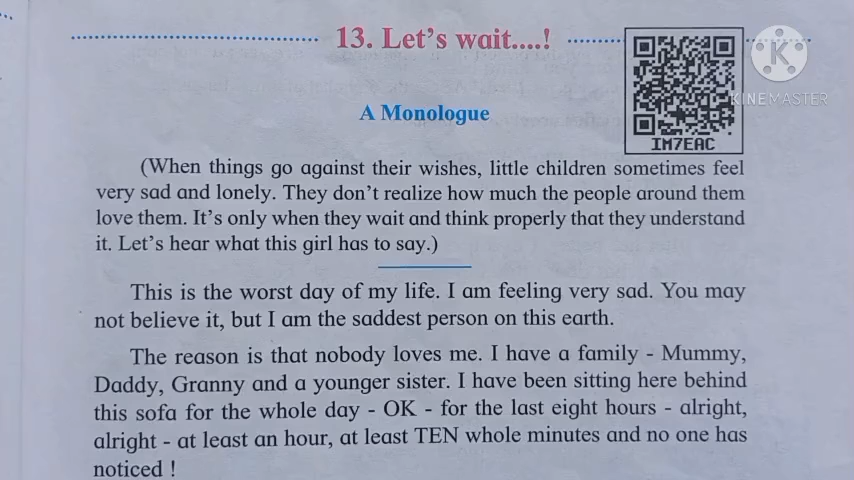 13. Let's wait....!
IM7EAC
K
KINEMASTER
A Monologue
(When things go against their wishes, little children sometimes feel
very sad and lonely. They don't realize how much the people around them
love them. It's only when they wait and think properly that they understand
it. Let's hear what this girl has to say.)
This is the worst day of my life. I am feeling very sad. You may
not believe it, but I am the saddest person on this earth.
The reason is that nobody loves me. I have a family - Mummy,
Daddy, Granny and a younger sister. I have been sitting here behind
this sofa for the whole day - OK - for the last eight hours - alright,
alright - at least an hour, at least TEN whole minutes and no one has
noticed !